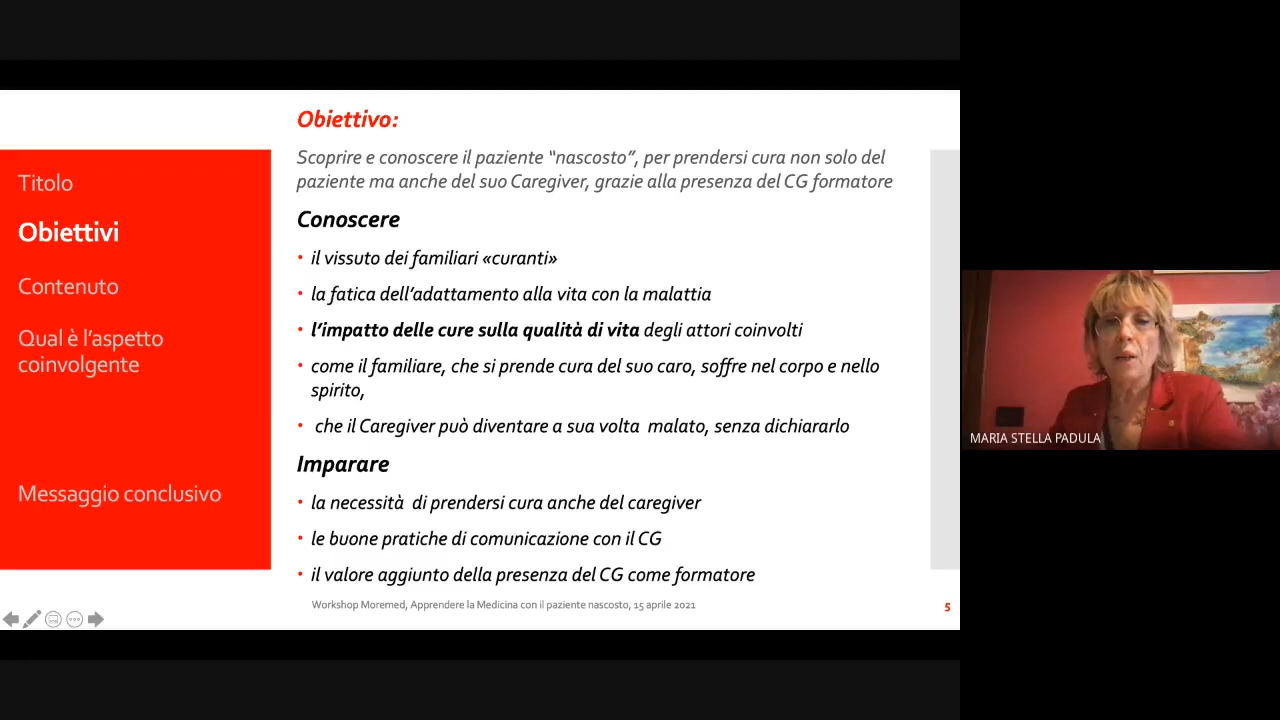 Titolo
Obiettivi
Contenuto
Qual è l'aspetto
coinvolgente
Messaggio conclusivo
Obiettivo:
Scoprire e conoscere il paziente “nascosto”, per prendersi cura non solo del
paziente ma anche del suo Caregiver, grazie alla presenza del CG formatore
Conoscere
• il vissuto dei familiari «curanti»
• la fatica dell'adattamento alla vita con la malattia
• l'impatto delle cure sulla qualità di vita degli attori coinvolti
• come il familiare, che si prende cura del suo caro, soffre nel corpo e nello
spirito,
• che il Caregiver può diventare a sua volta malato, senza dichiararlo
Imparare
• la necessità di prendersi cura anche del caregiver
• le buone pratiche di comunicazione con il CG
• il valore aggiunto della presenza del CG come formatore
Workshop Moremed, Apprendere la Medicina con il paziente nascosto, 15 aprile 2021
5
MARIA STELLA PADULA